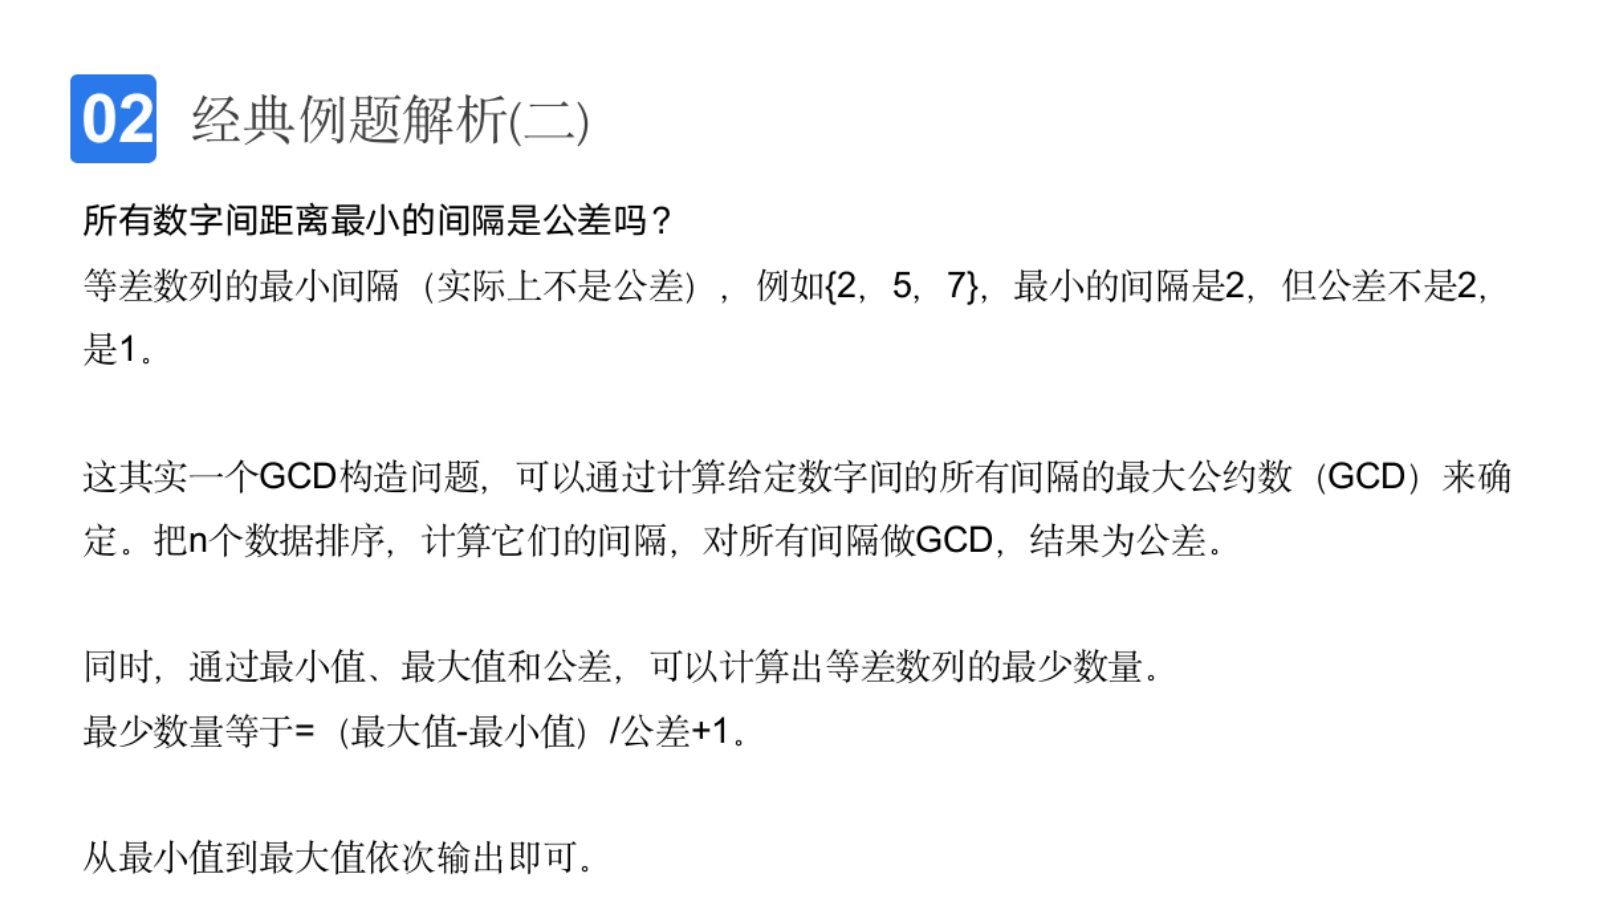 02 经典例题解析(二)
所有数字间距离最小的间隔是公差吗？
等差数列的最小间隔（实际上不是公差），例如{2，5，7}，最小的间隔是2，但公差不是2，
是1。
这其实一个GCD构造问题，可以通过计算给定数字间的所有间隔的最大公约数（GCD）来确
定。把n个数据排序，计算它们的间隔，对所有间隔做GCD，结果为公差。
同时，通过最小值、最大值和公差，可以计算出等差数列的最少数量。
最少数量等于=（最大值-最小值）/公差+1。
从最小值到最大值依次输出即可。